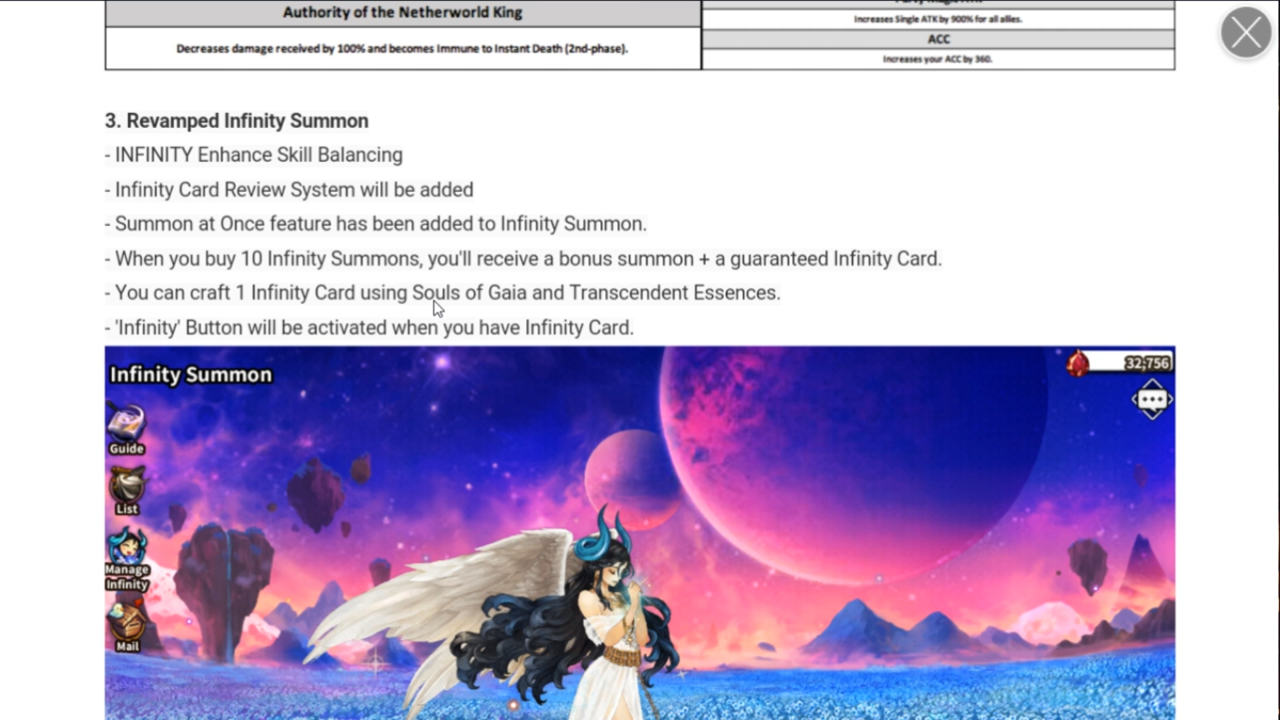 Authority of the Netherworld King
Decreases damage received by 100% and becomes Immune to Instant Death (2nd-phase).
Increases Single ATK by 900% for all allies.
ACC
Increases your ACC by 360.
3. Revamped Infinity Summon
- INFINITY Enhance Skill Balancing
- Infinity Card Review System will be added
- Summon at Once feature has been added to Infinity Summon.
- When you buy 10 Infinity Summons, you'll receive a bonus summon + a guaranteed Infinity Card.
- You can craft 1 Infinity Card using Souls of Gaia and Transcendent Essences.
- 'Infinity' Button will be activated when you have Infinity Card.
Infinity Summon
32,756
Guide
List
Manage
Infinity
Mail